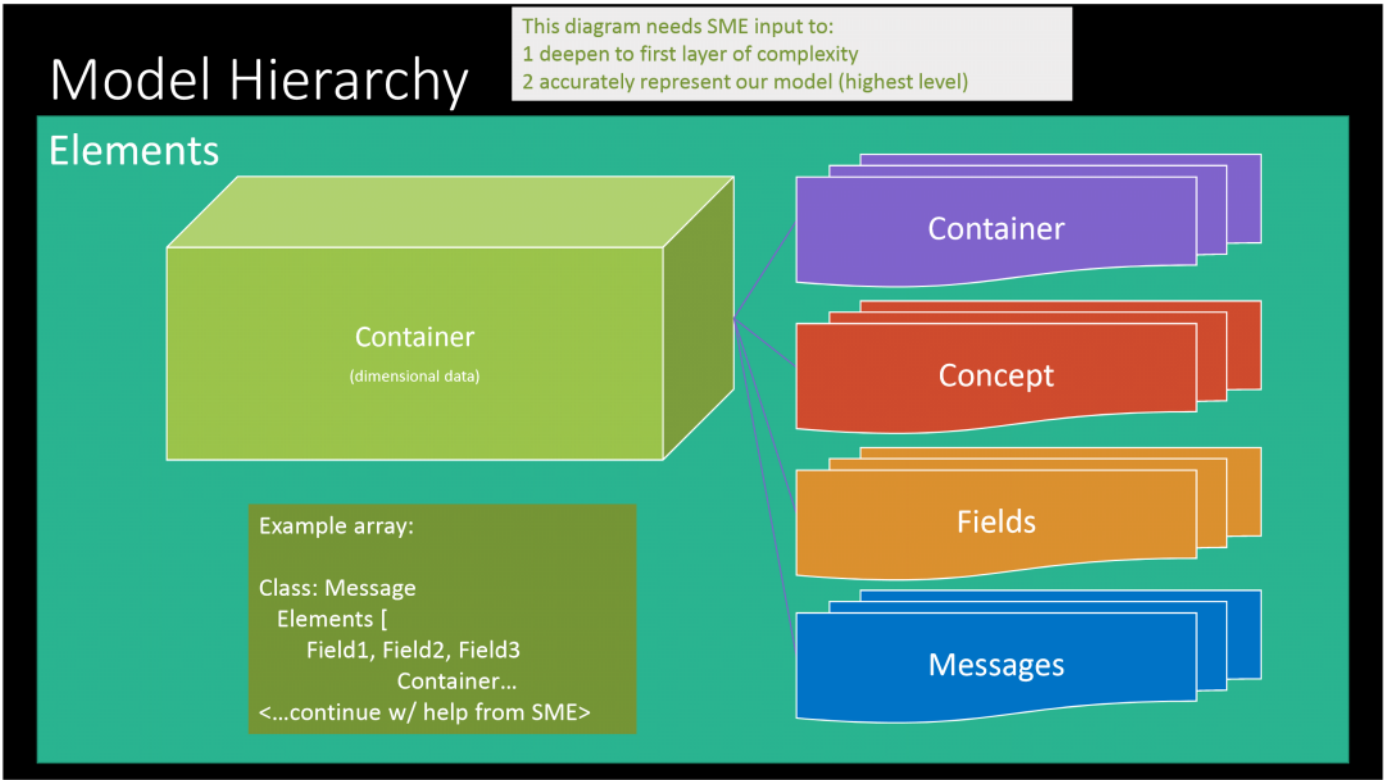 This diagram needs SME input to:
1 deepen to first layer of complexity
2 accurately represent our model (highest level)
Model Hierarchy
Elements
Container
(dimensional data)
Container
Concept
Fields
Messages
Example array:
Class: Message
Elements [
Field1, Field2, Field3
Container...
<...continue w/ help from SME>